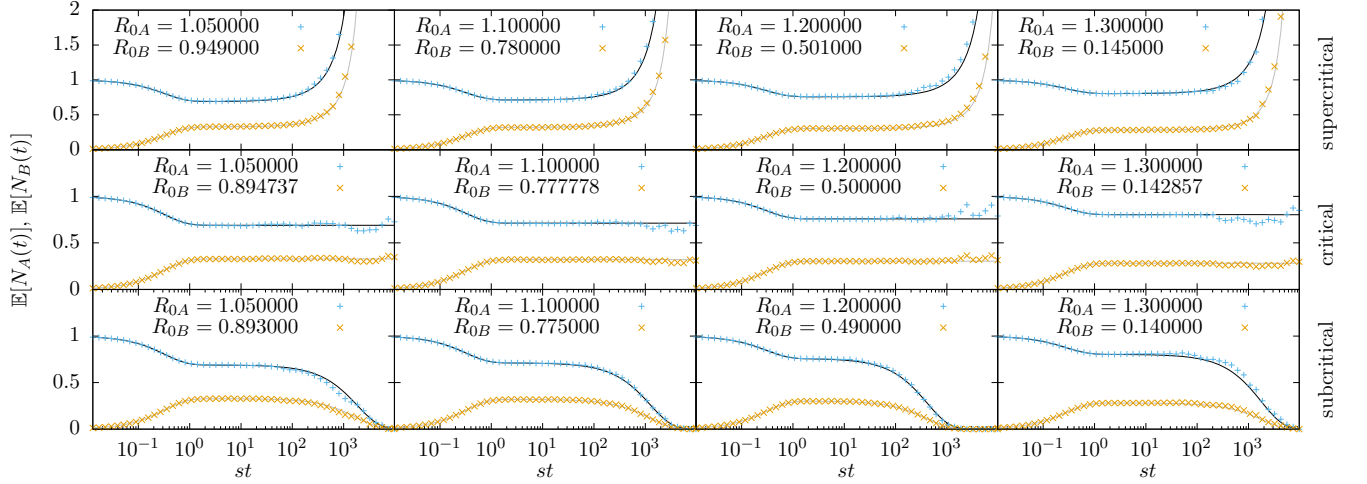 2
1.5
1
0.5
0
R0A = 1.050000
R0B = 0.949000
R0A = 1.100000
R0B = 0.780000
R0A = 1.200000
R0B = 0.501000
R0A = 1.300000
R0B = 0.145000
supercritical
𝔼[N_A(t)], 𝔼[N_B(t)]
1
0.5
0
R0A = 1.050000
R0B = 0.894737
R0A = 1.100000
R0B = 0.777778
R0A = 1.200000
R0B = 0.500000
R0A = 1.300000
R0B = 0.142857
critical
1
0.5
0
R0A = 1.050000
R0B = 0.893000
R0A = 1.100000
R0B = 0.775000
R0A = 1.200000
R0B = 0.490000
R0A = 1.300000
R0B = 0.140000
subcritical
10⁻¹ 10⁰ 10¹ 10² 10³
10⁻¹ 10⁰ 10¹ 10² 10³
10⁻¹ 10⁰ 10¹ 10² 10³
10⁻¹ 10⁰ 10¹ 10² 10³
st
st
st
st